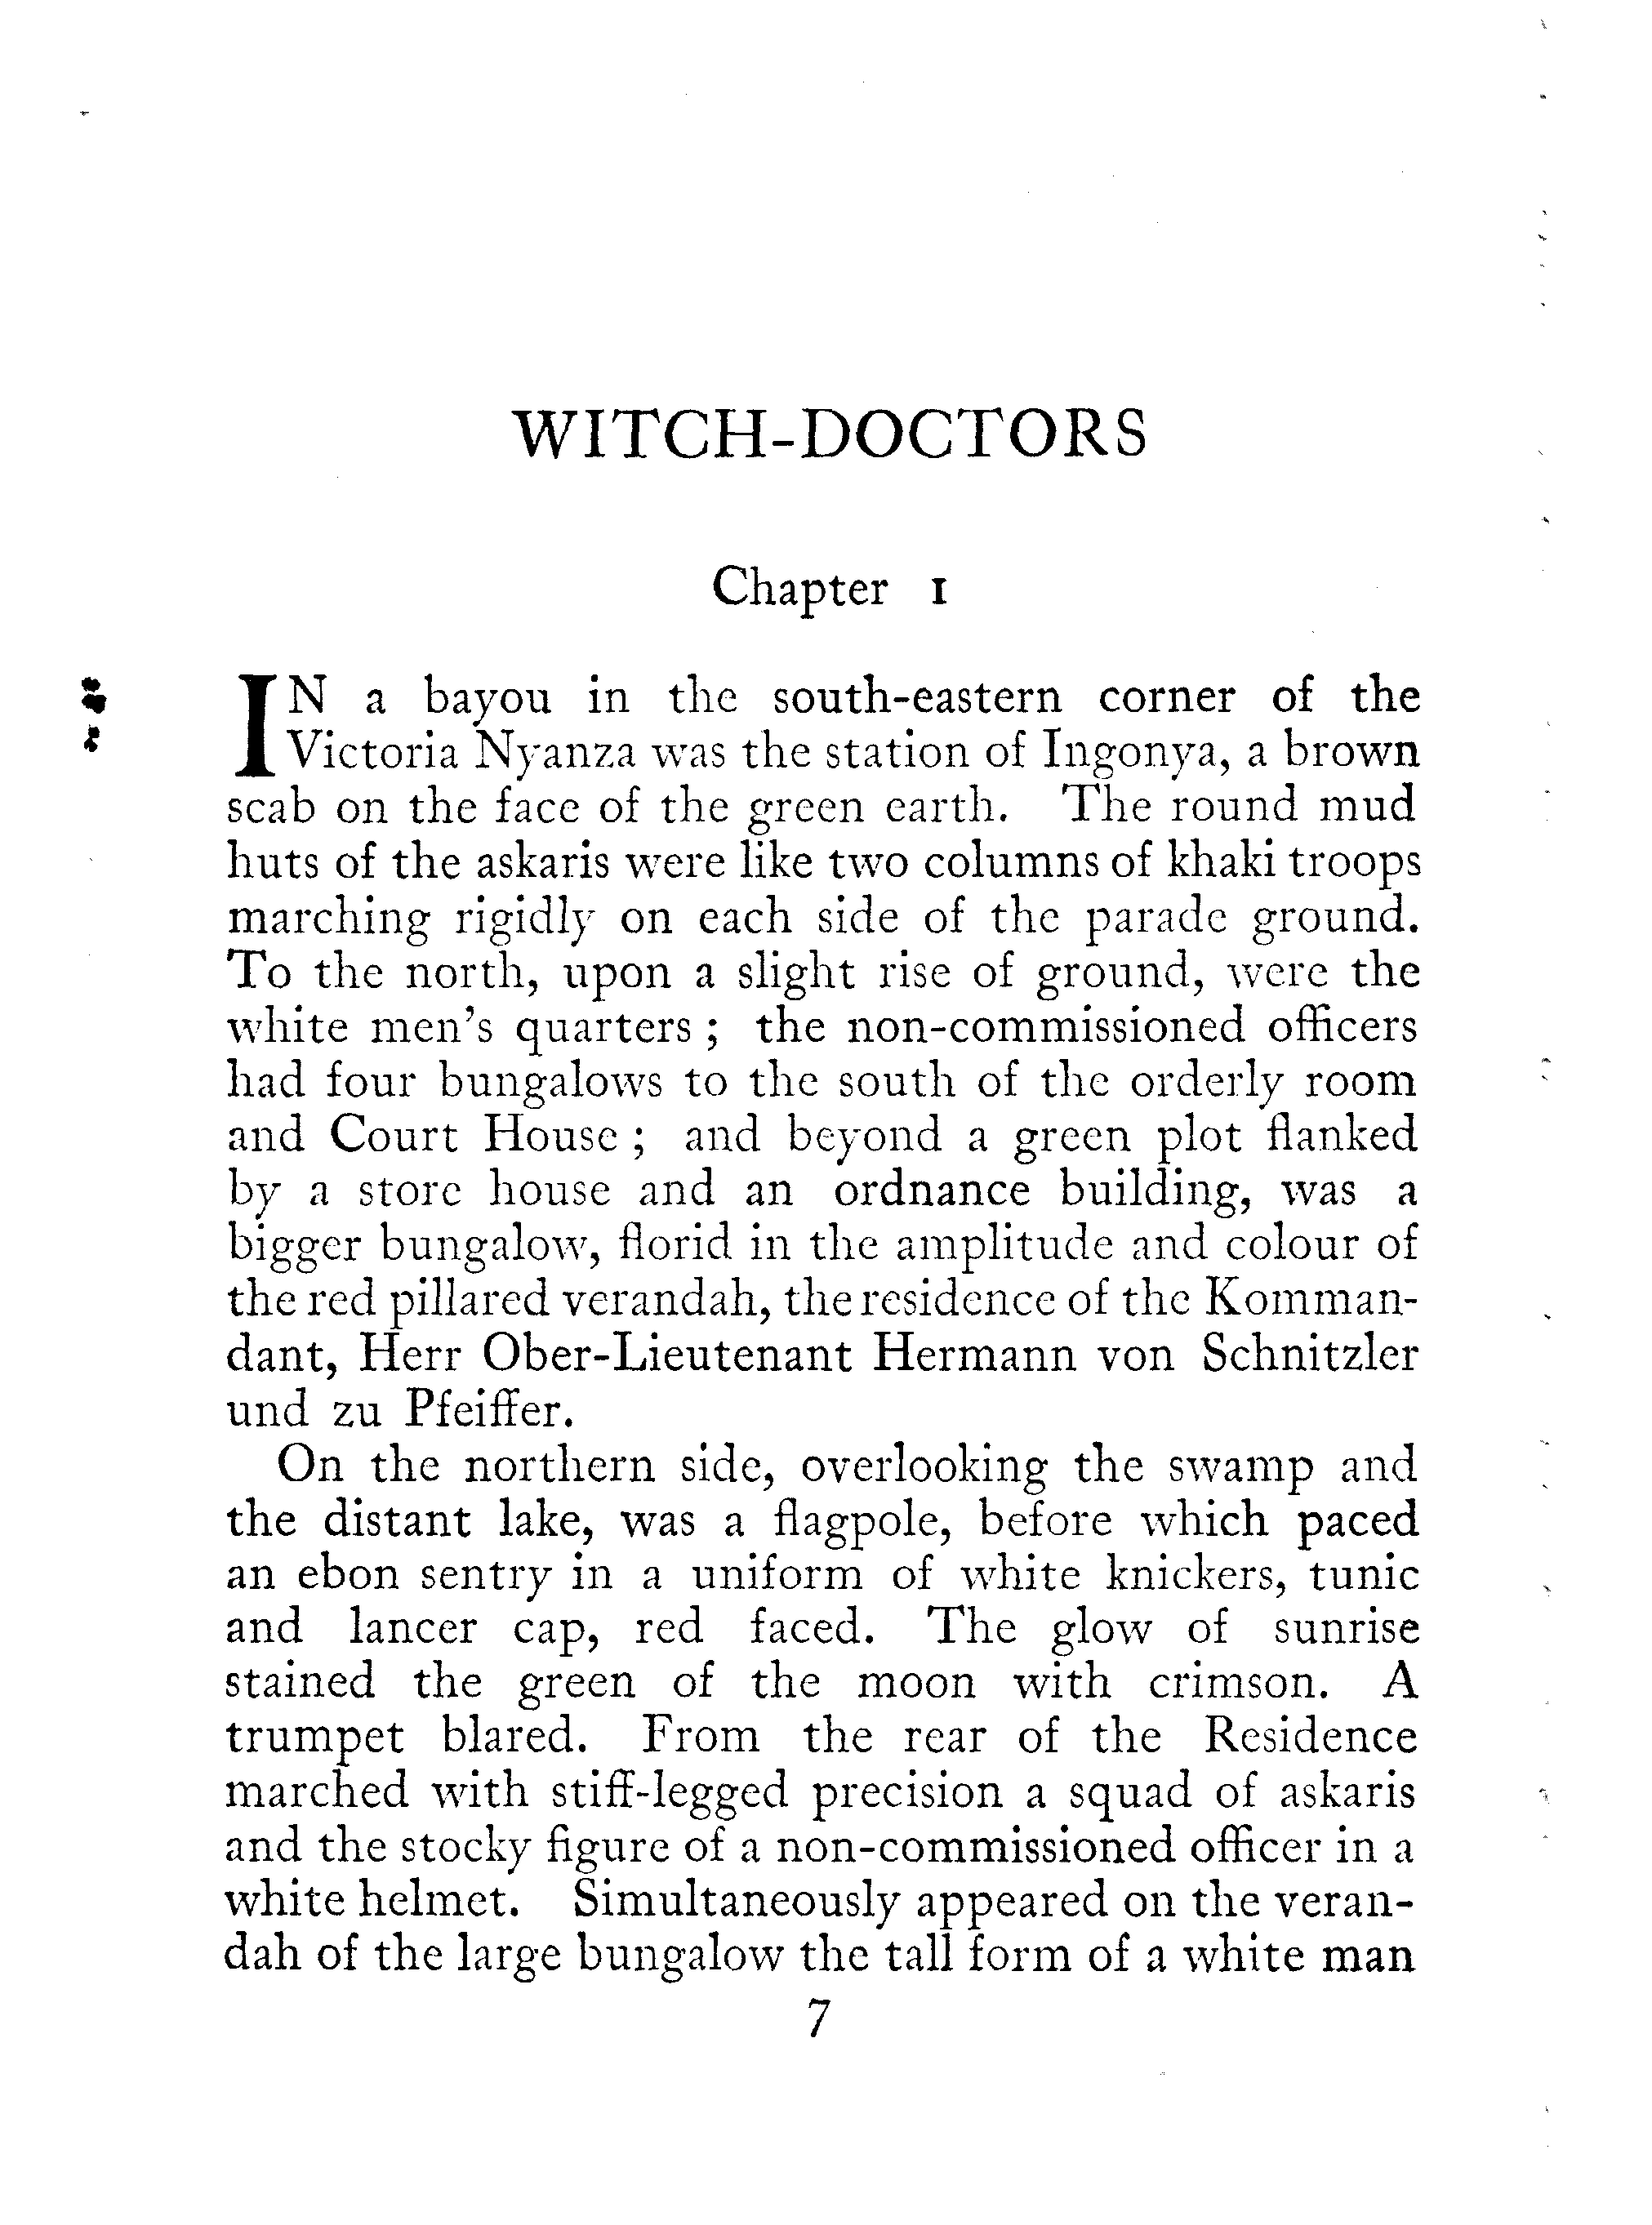 WITCH-DOCTORS
Chapter 1
IN a bayou in the south-eastern corner of the
Victoria Nyanza was the station of Ingonya, a brown
scab on the face of the green earth. The round mud
huts of the askaris were like two columns of khaki troops
marching rigidly on each side of the parade ground.
To the north, upon a slight rise of ground, were the
white men's quarters ; the non-commissioned officers
had four bungalows to the south of the orderly room
and Court House ; and beyond a green plot flanked
by a store house and an ordnance building, was a
bigger bungalow, florid in the amplitude and colour of
the red pillared verandah, the residence of the Komman-
dant, Herr Ober-Lieutenant Hermann von Schnitzler
und zu Pfeiffer.
On the northern side, overlooking the swamp and
the distant lake, was a flagpole, before which paced
an ebon sentry in a uniform of white knickers, tunic
and lancer cap, red faced. The glow of sunrise
stained the green of the moon with crimson. A
trumpet blared. From the rear of the Residence
marched with stiff-legged precision a squad of askaris
and the stocky figure of a non-commissioned officer in a
white helmet. Simultaneously appeared on the veran-
dah of the large bungalow the tall form of a white man
7